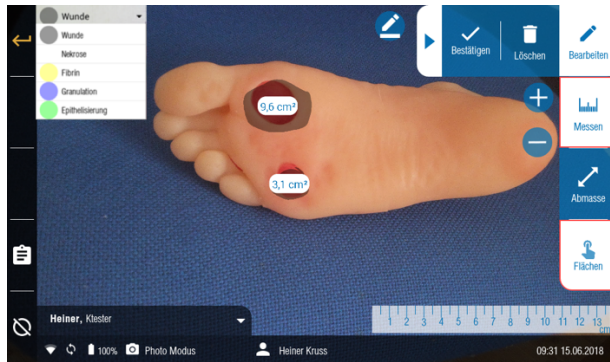 Wunde
Wunde
Nekrose
Fibrin
Granulation
Epithelisierung
Bestätigen
Löschen
Bearbeiten
9,6 cm²
Messen
3,1 cm²
Abmasse
Flächen
Heiner, Ktester
1 2 3 4 5 6 7 8 9 10 11 12 13
cm
100%
Photo Modus
Heiner Kruss
09:31 15.06.2018